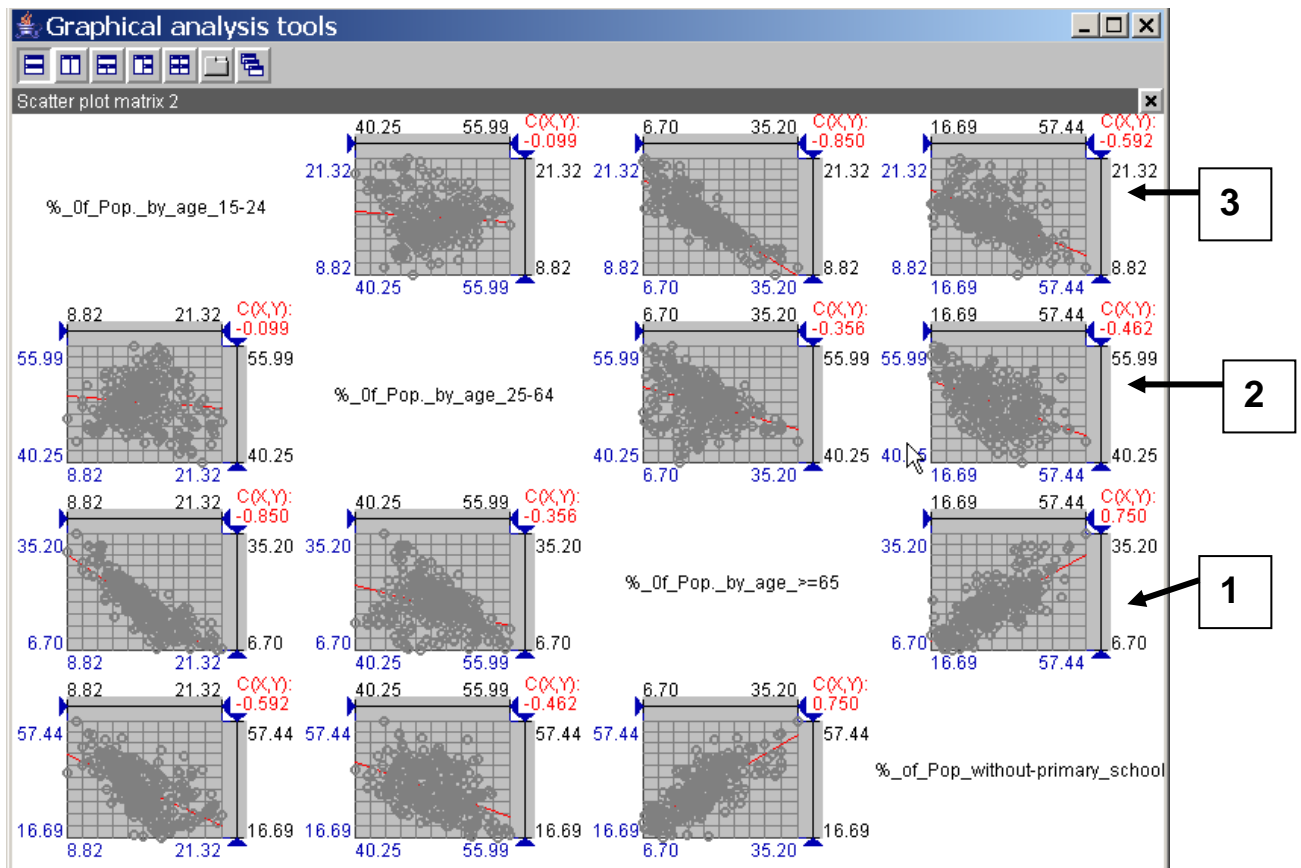 Graphical analysis tools
Scatter plot matrix 2
40.25 55.99 C(X,Y): 6.70 35.20 C(X,Y): 16.69 57.44 C(X,Y):
-0.099 -0.850 -0.592
21.32 21.32 21.32 21.32 21.32 21.32
%_0f_Pop._by_age_15-24
3
8.82 8.82 8.82 8.82 8.82 8.82
40.25 55.99 6.70 35.20 16.69 57.44
8.82 21.32 C(X,Y): 6.70 35.20 C(X,Y): 16.69 57.44 C(X,Y):
-0.099 -0.356 -0.462
55.99 55.99 55.99 55.99 55.99 55.99
%_0f_Pop._by_age_25-64
2
40.25 40.25 40.25 40.25 40.25
8.82 21.32 6.70 35.20 16.69 57.44
8.82 21.32 C(X,Y): 40.25 55.99 C(X,Y): 16.69 57.44 C(X,Y):
-0.850 -0.356 0.750
35.20 35.20 35.20 35.20 35.20 35.20
%_0f_Pop._by_age_>=65
1
6.70 6.70 6.70 6.70 6.70 6.70
8.82 21.32 40.25 55.99 16.69 57.44
8.82 21.32 C(X,Y): 40.25 55.99 C(X,Y): 6.70 35.20 C(X,Y):
-0.592 -0.462 0.750
57.44 57.44 57.44 57.44 57.44 57.44
%_of_Pop_without-primary_school
16.69 16.69 16.69 16.69 16.69 16.69
8.82 21.32 40.25 55.99 6.70 35.20